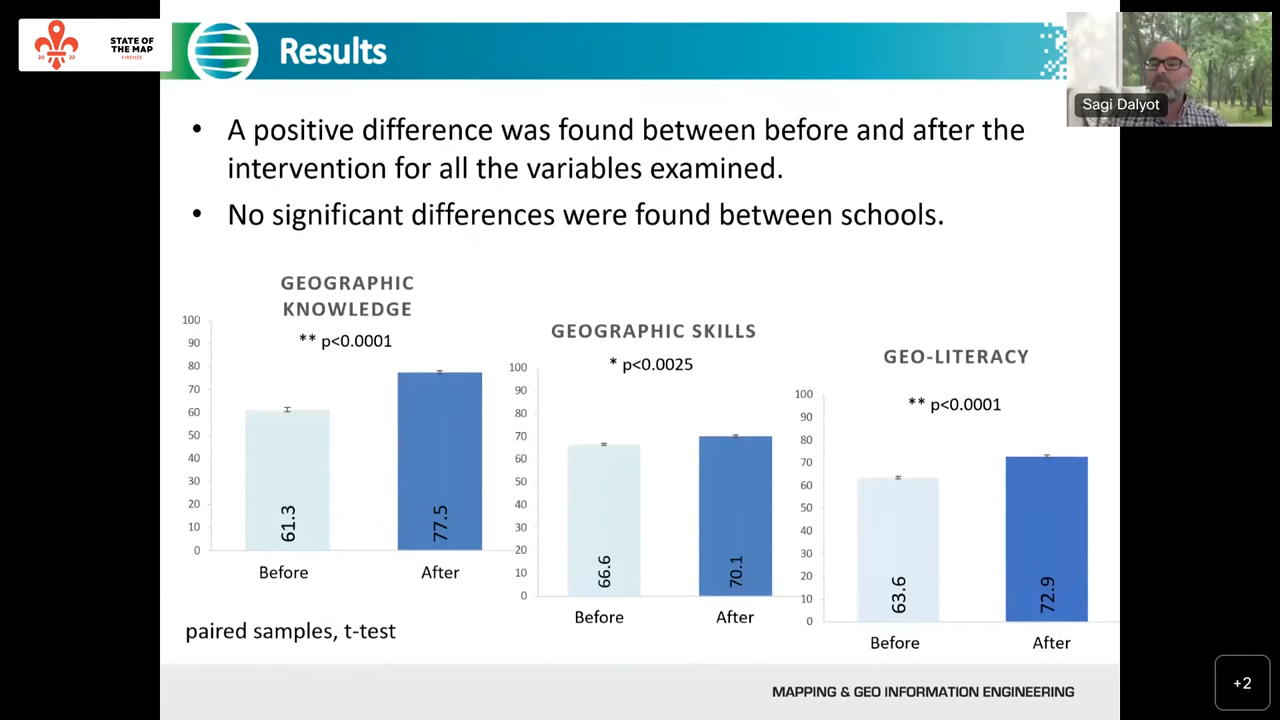 STATE OF
THE MAP
FIRENZE
20 22
Results
Sagi Dalyot
• A positive difference was found between before and after the
intervention for all the variables examined.
• No significant differences were found between schools.
GEOGRAPHIC
KNOWLEDGE
** p<0.0001
100
90
80
70
60
50
40
30
20
10
0
61.3
77.5
Before After
GEOGRAPHIC SKILLS
* p<0.0025
100
90
80
70
60
50
40
30
20
10
0
66.6
70.1
Before After
GEO-LITERACY
** p<0.0001
100
90
80
70
60
50
40
30
20
10
0
63.6
72.9
Before After
paired samples, t-test
MAPPING & GEO INFORMATION ENGINEERING
+2